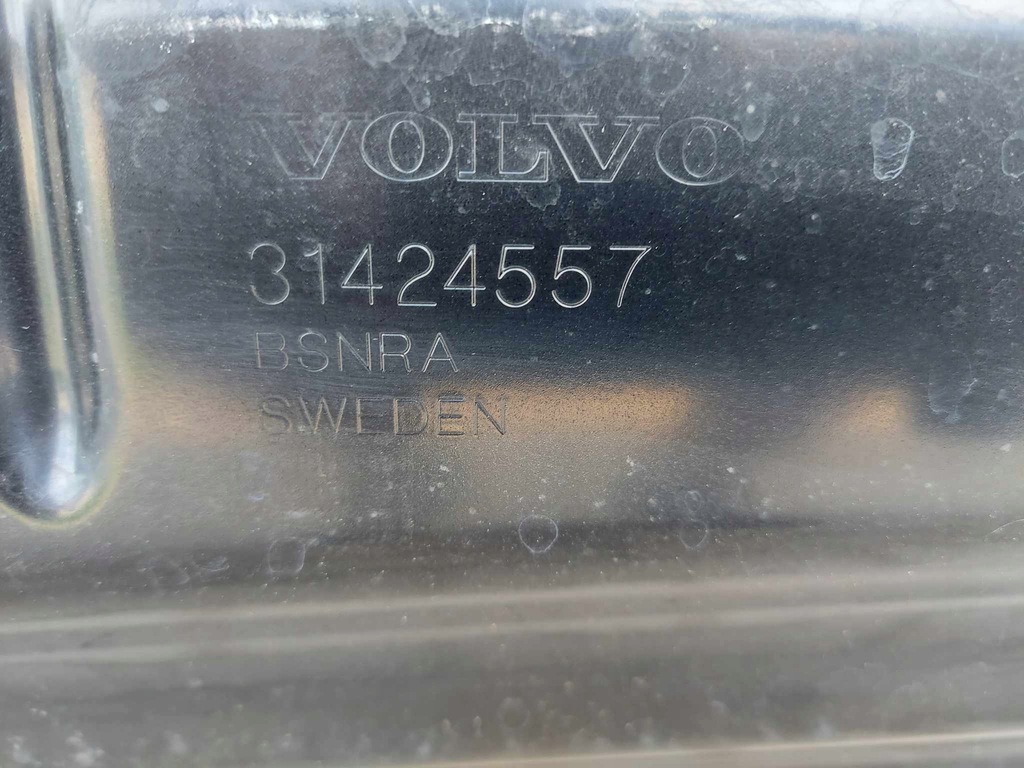 VOLVO
31424557
BSNRA
SWEDEN